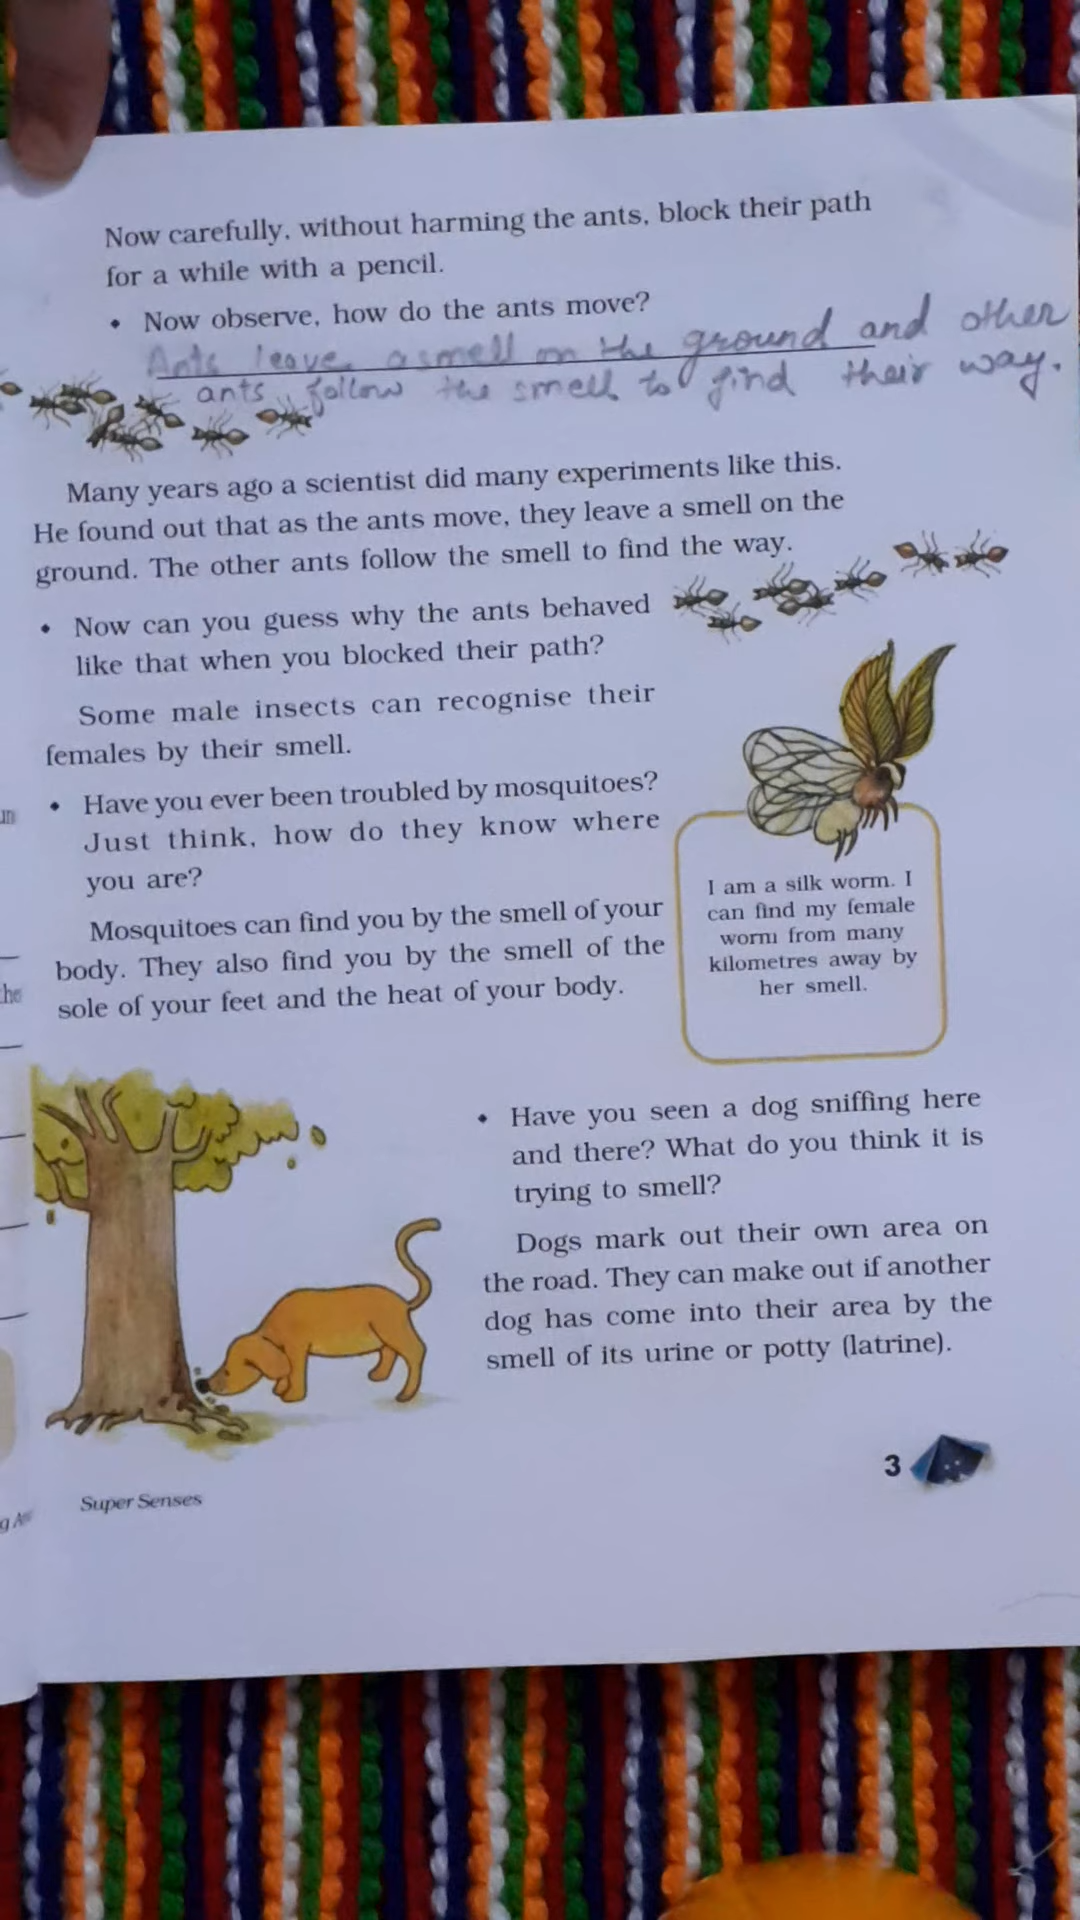 Now carefully, without harming the ants, block their path
for a while with a pencil.
• Now observe, how do the ants move?
Ants leave a smell on the ground and other
ants follow the smell to find their way.
Many years ago a scientist did many experiments like this.
He found out that as the ants move, they leave a smell on the
ground. The other ants follow the smell to find the way.
• Now can you guess why the ants behaved
like that when you blocked their path?
Some male insects can recognise their
females by their smell.
• Have you ever been troubled by mosquitoes?
Just think, how do they know where
you are?
Mosquitoes can find you by the smell of your
body. They also find you by the smell of the
sole of your feet and the heat of your body.
I am a silk worm. I
can find my female
worm from many
kilometres away by
her smell.
• Have you seen a dog sniffing here
and there? What do you think it is
trying to smell?
Dogs mark out their own area on
the road. They can make out if another
dog has come into their area by the
smell of its urine or potty (latrine).
3
Super Senses